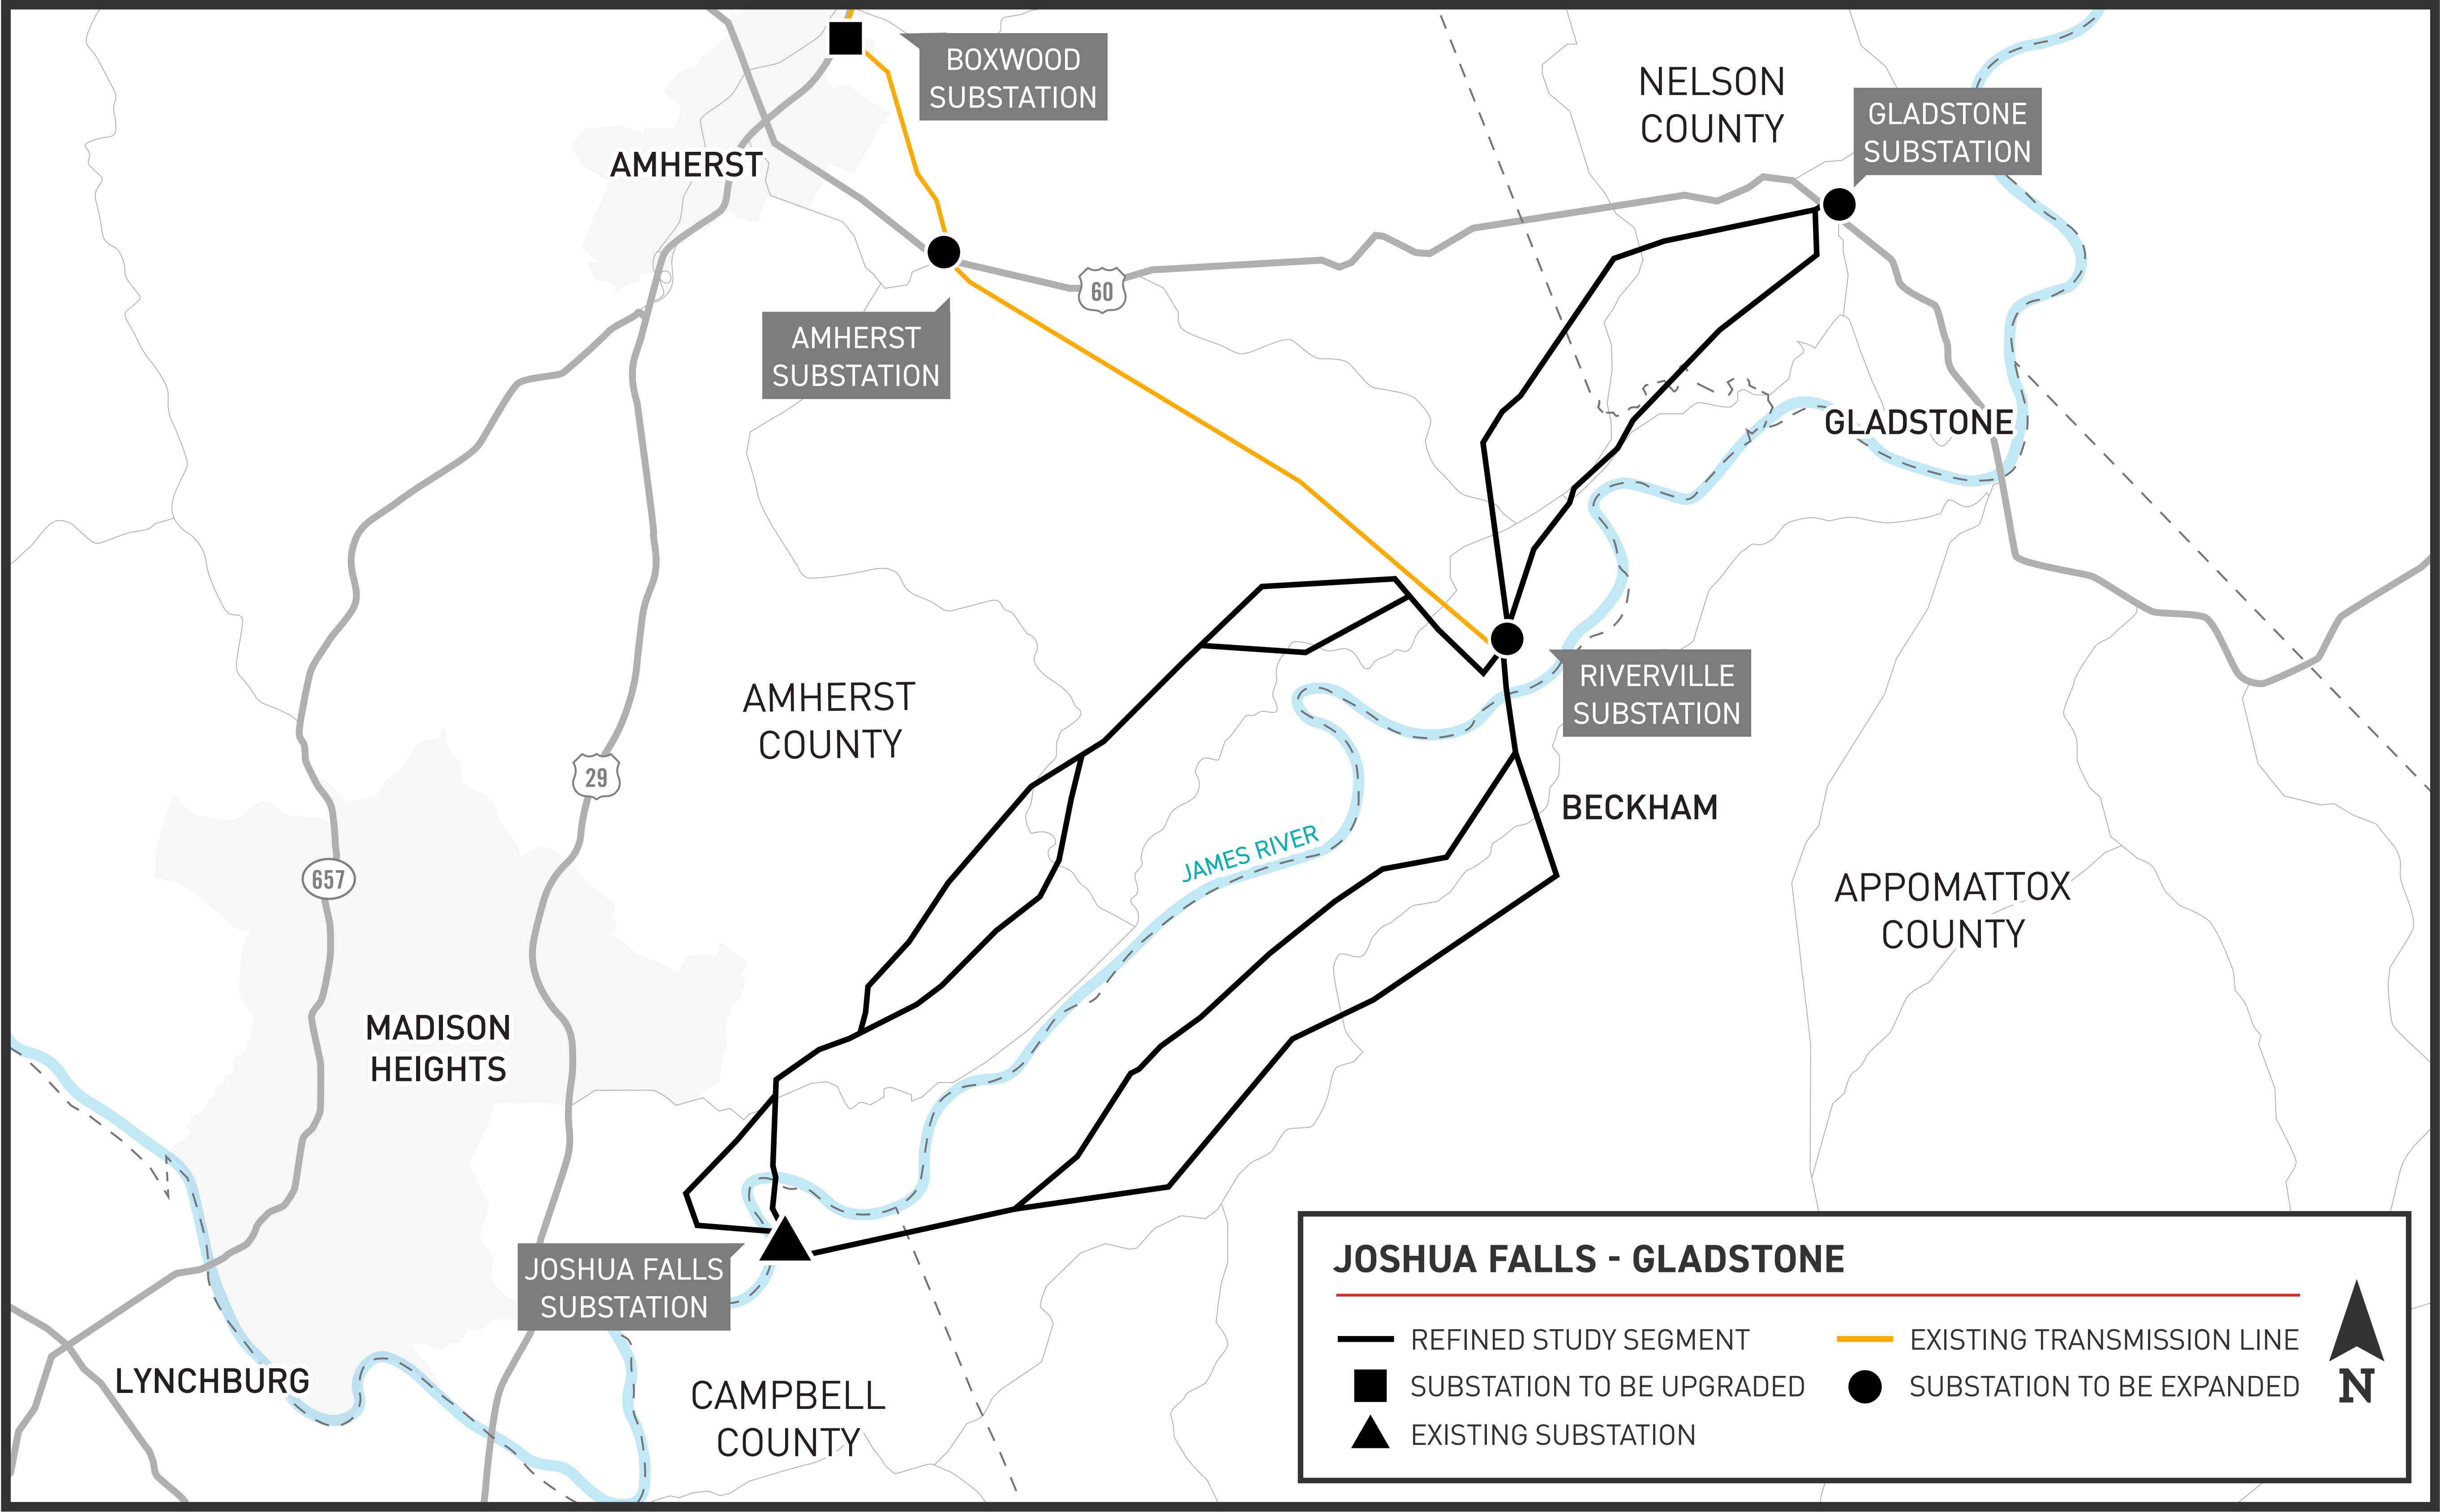 BOXWOOD
SUBSTATION
NELSON
COUNTY
GLADSTONE
SUBSTATION
AMHERST
60
AMHERST
SUBSTATION
GLADSTONE
RIVERVILLE
SUBSTATION
AMHERST
COUNTY
29
BECKHAM
JAMES RIVER
657
APPOMATTOX
COUNTY
MADISON
HEIGHTS
JOSHUA FALLS
SUBSTATION
LYNCHBURG
CAMPBELL
COUNTY
JOSHUA FALLS - GLADSTONE
REFINED STUDY SEGMENT
EXISTING TRANSMISSION LINE
SUBSTATION TO BE UPGRADED
SUBSTATION TO BE EXPANDED
EXISTING SUBSTATION
N